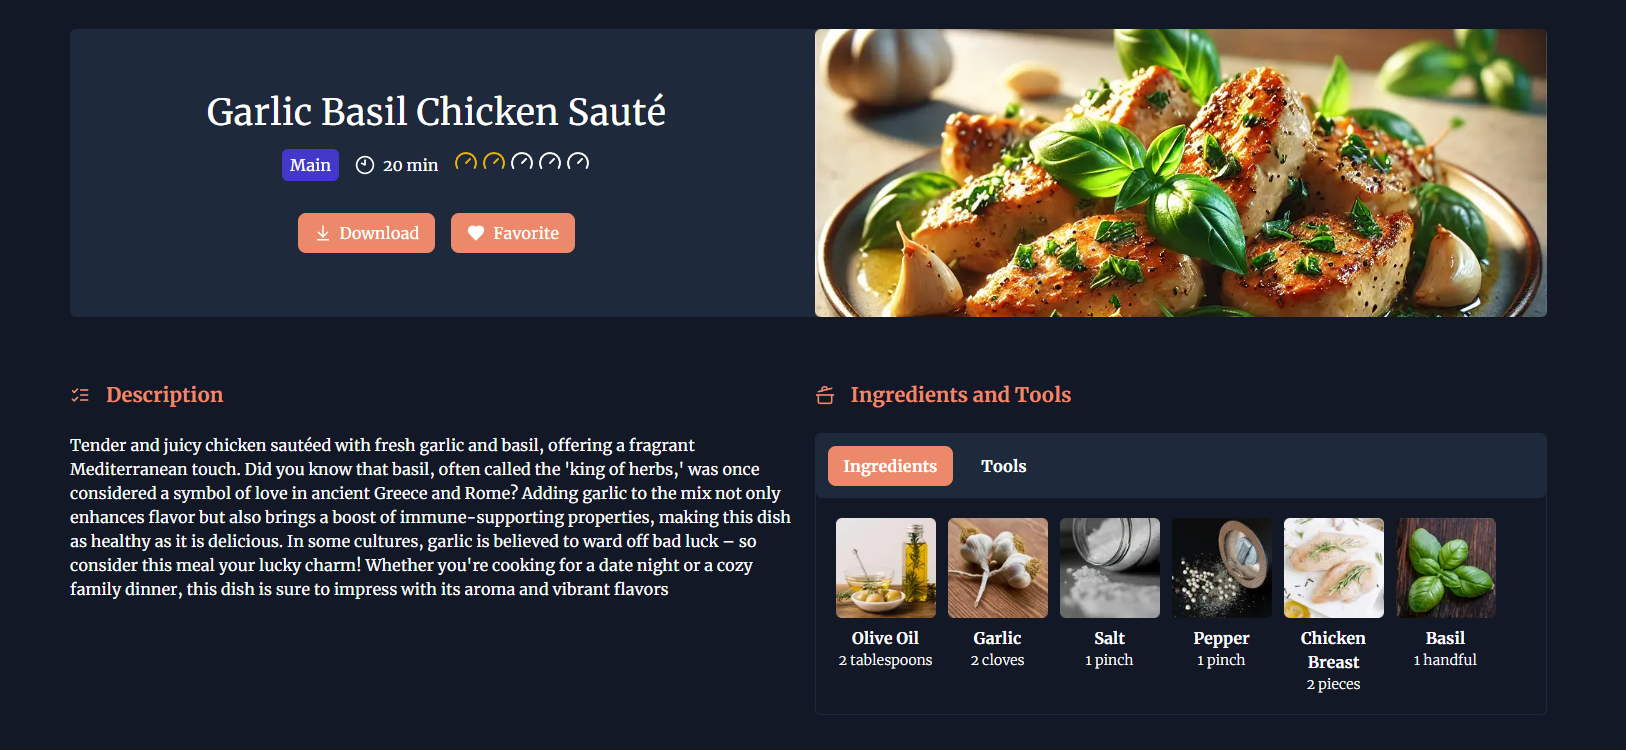 Garlic Basil Chicken Sauté
Main
20 min
Download
Favorite
Description
Tender and juicy chicken sautéed with fresh garlic and basil, offering a fragrant
Mediterranean touch. Did you know that basil, often called the 'king of herbs,' was once
considered a symbol of love in ancient Greece and Rome? Adding garlic to the mix not only
enhances flavor but also brings a boost of immune-supporting properties, making this dish
as healthy as it is delicious. In some cultures, garlic is believed to ward off bad luck – so
consider this meal your lucky charm! Whether you're cooking for a date night or a cozy
family dinner, this dish is sure to impress with its aroma and vibrant flavors
Ingredients and Tools
Ingredients
Tools
Olive Oil
2 tablespoons
Garlic
2 cloves
Salt
1 pinch
Pepper
1 pinch
Chicken
Breast
2 pieces
Basil
1 handful